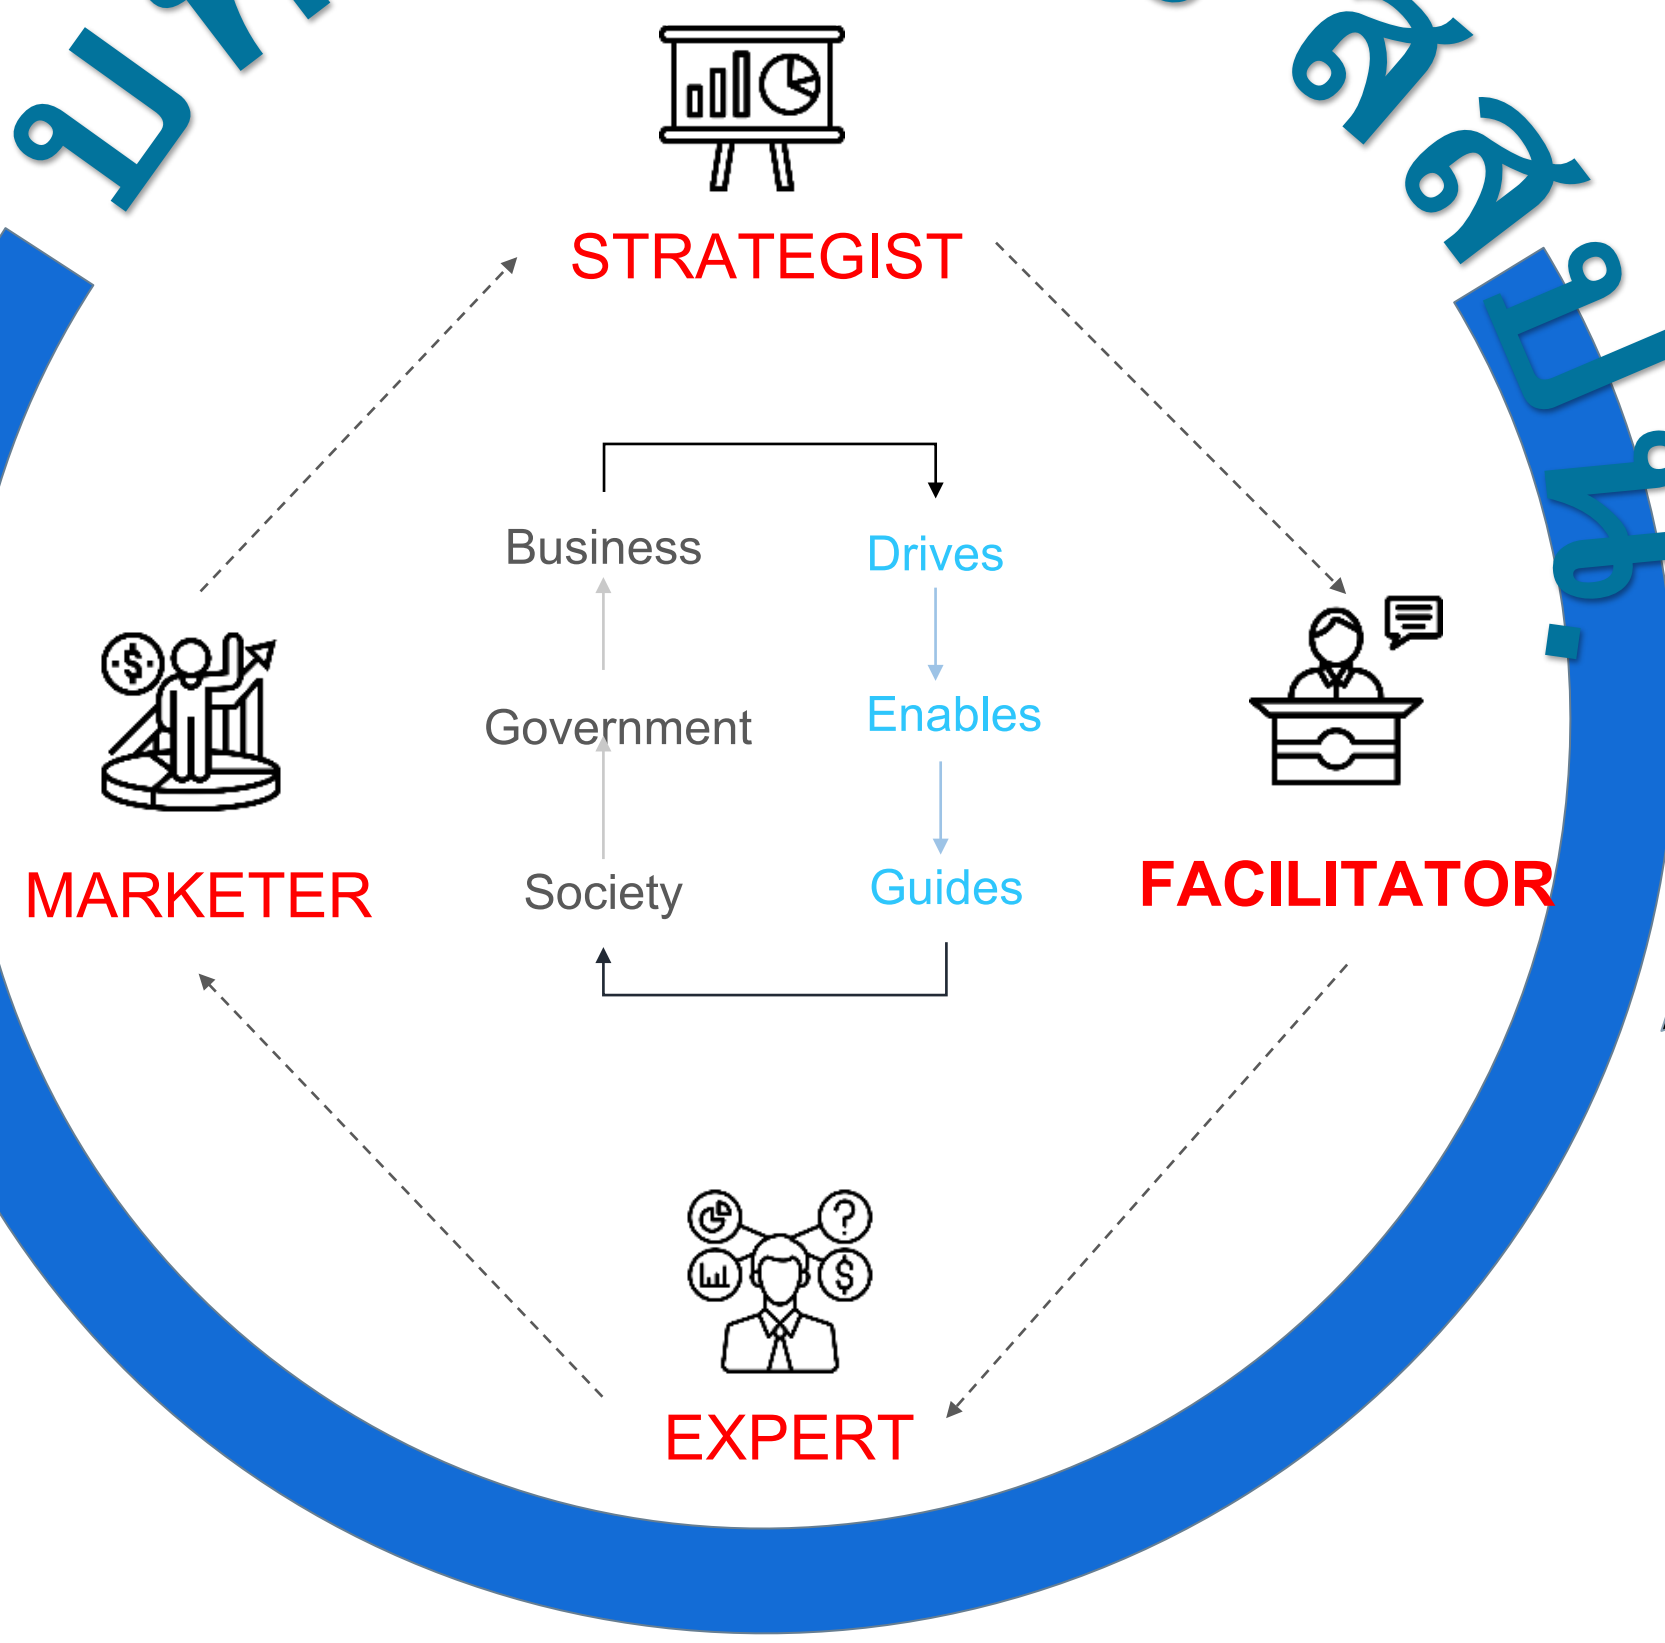 STRATEGIST
Business
Drives
Government
Enables
Society
Guides
MARKETER
FACILITATOR
EXPERT